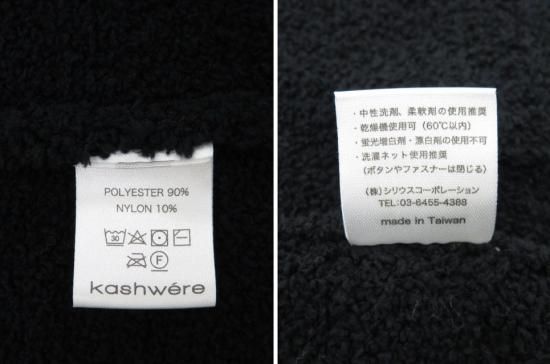 POLYESTER 90%
NYLON 10%
30
F
kashwére
・中性洗剤、柔軟剤の使用推奨
・乾燥機使用可(60℃以内)
・蛍光増白剤・漂白剤の使用不可
・洗濯ネット使用推奨
(ボタンやファスナーは閉じる)
(株)シリウスコーポレーション
TEL:03-6455-4388
made in Taiwan